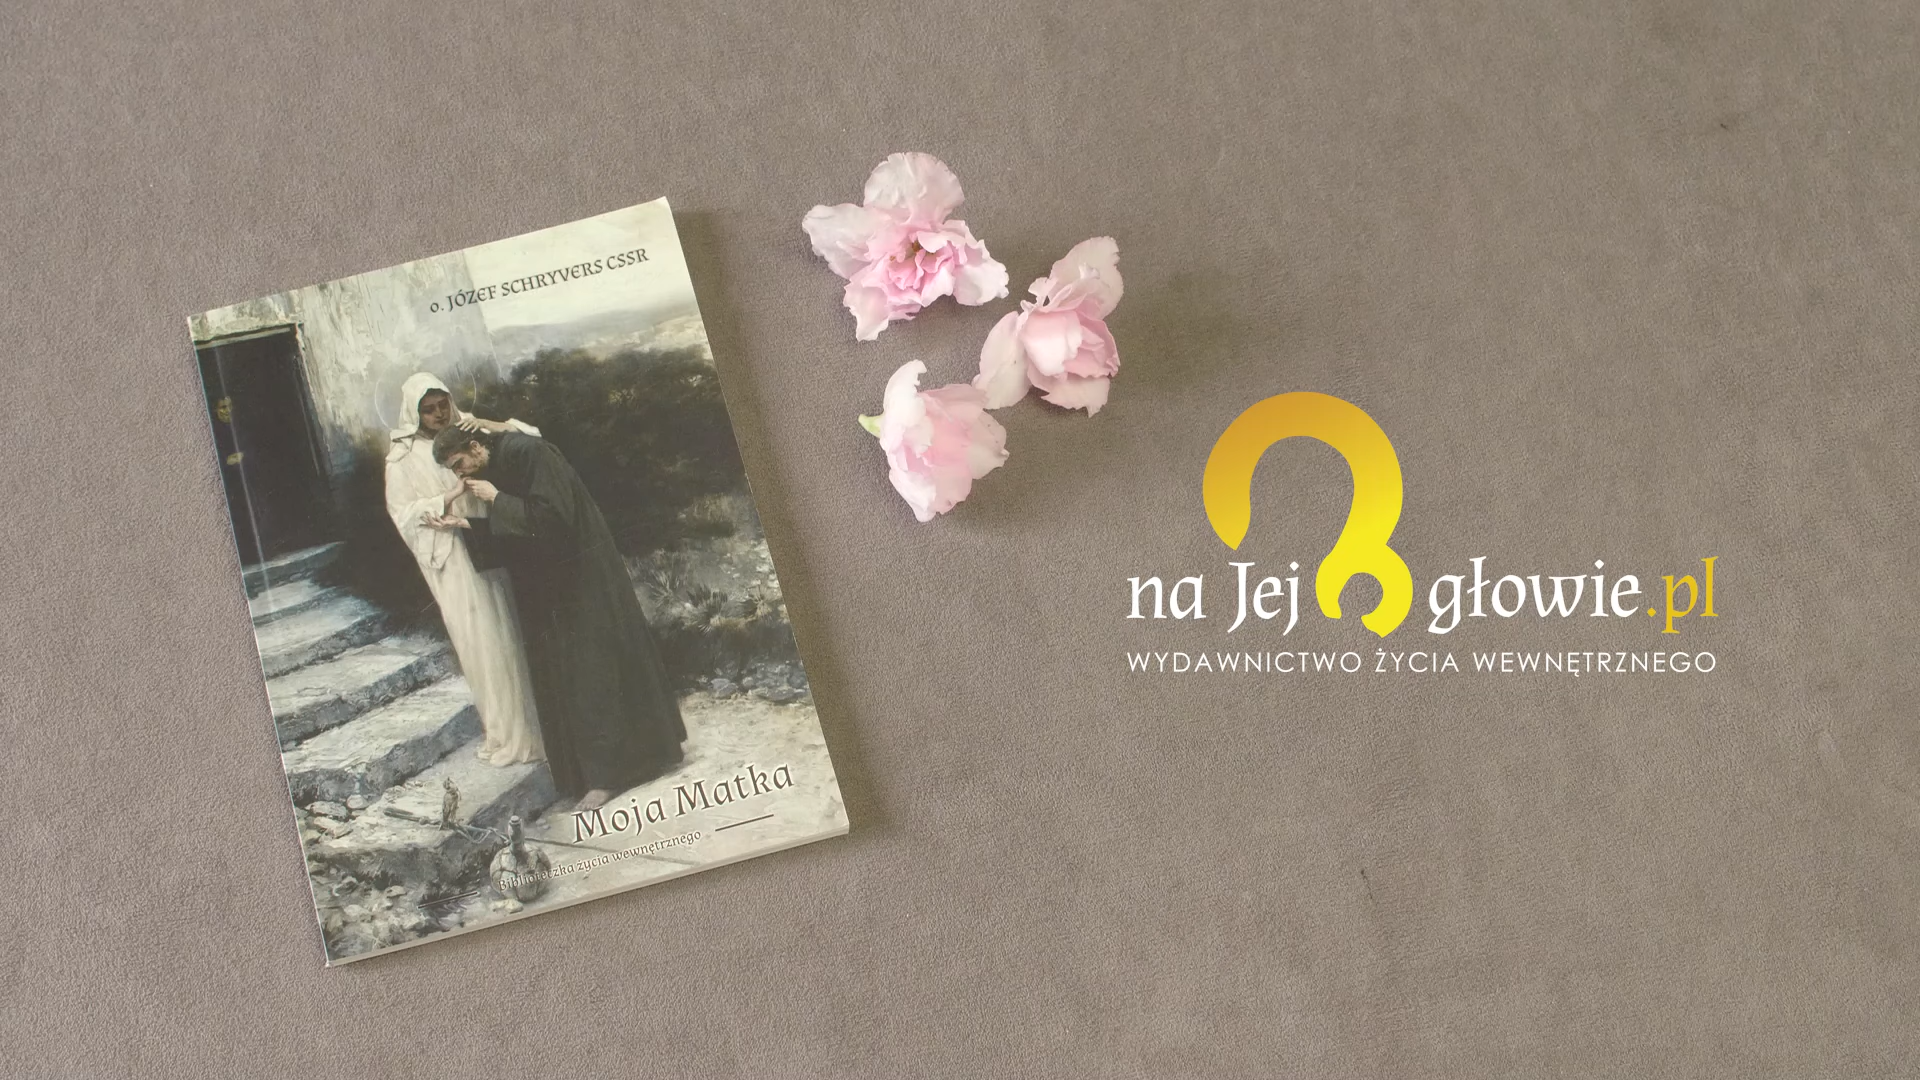 o. JÓZEF SCHRYVERS CSSR
Moja Matka
Biblioteczka życia wewnętrznego
na Jej głowie.pl
WYDAWNICTWO ŻYCIA WEWNĘTRZNEGO